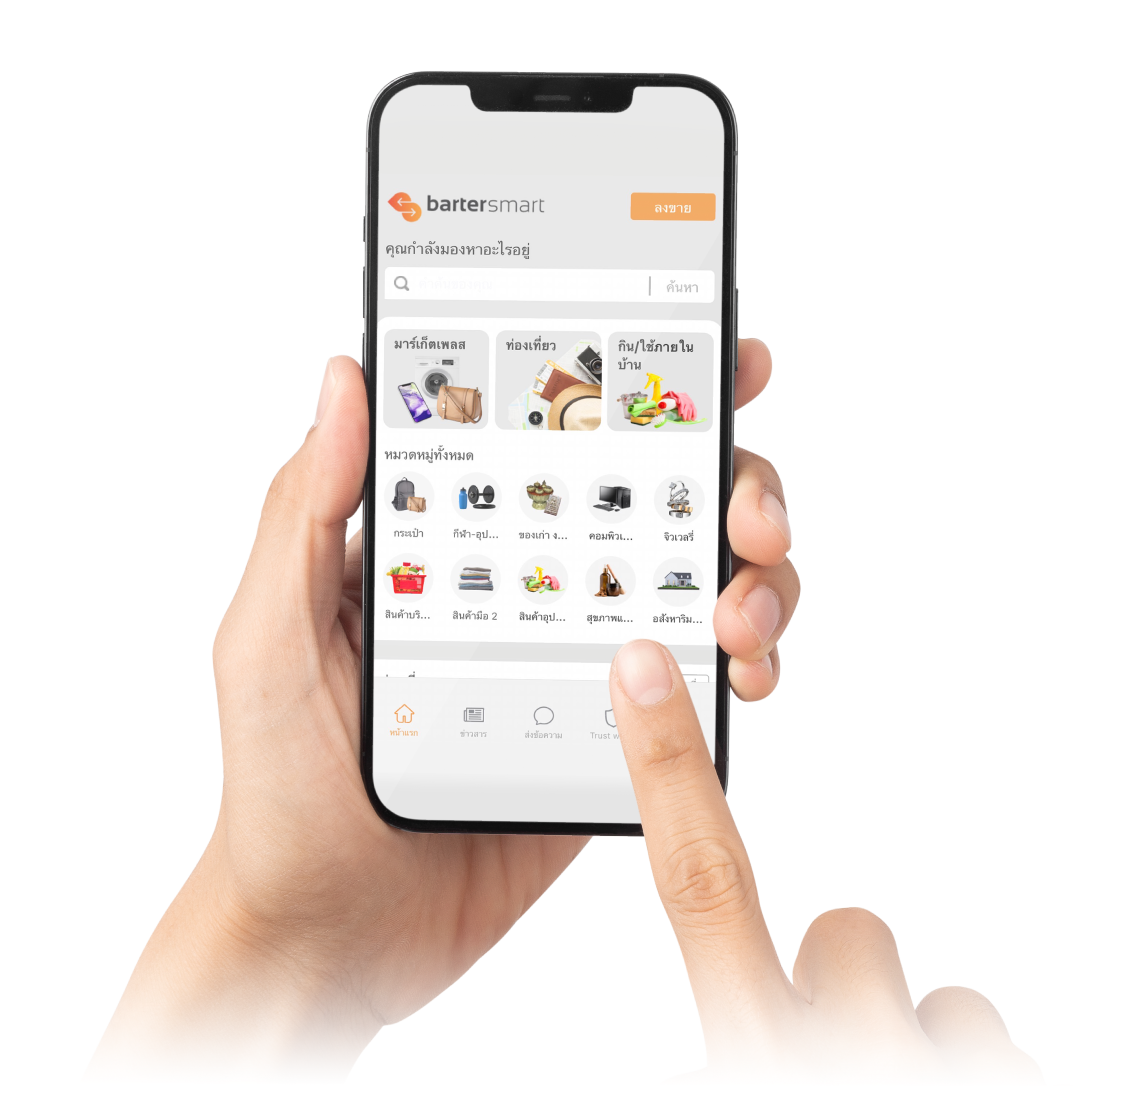 bartersmart
ลงขาย
คุณกำลังมองหาอะไรอยู่
ค้นหา
มาร์เก็ตเพลส
ท่องเที่ยว
กิน/ใช้ภายใน
บ้าน
หมวดหมู่ทั้งหมด
กระเป๋า
กีฬา-อุป...
ของเก่า ง...
คอมพิวเ...
จิวเวลรี่
สินค้าบริ...
สินค้ามือ 2
สินค้าอุป...
สุขภาพแ...
อสังหาริม...
หน้าแรก
ข่าวสาร
ส่งข้อความ
Trust